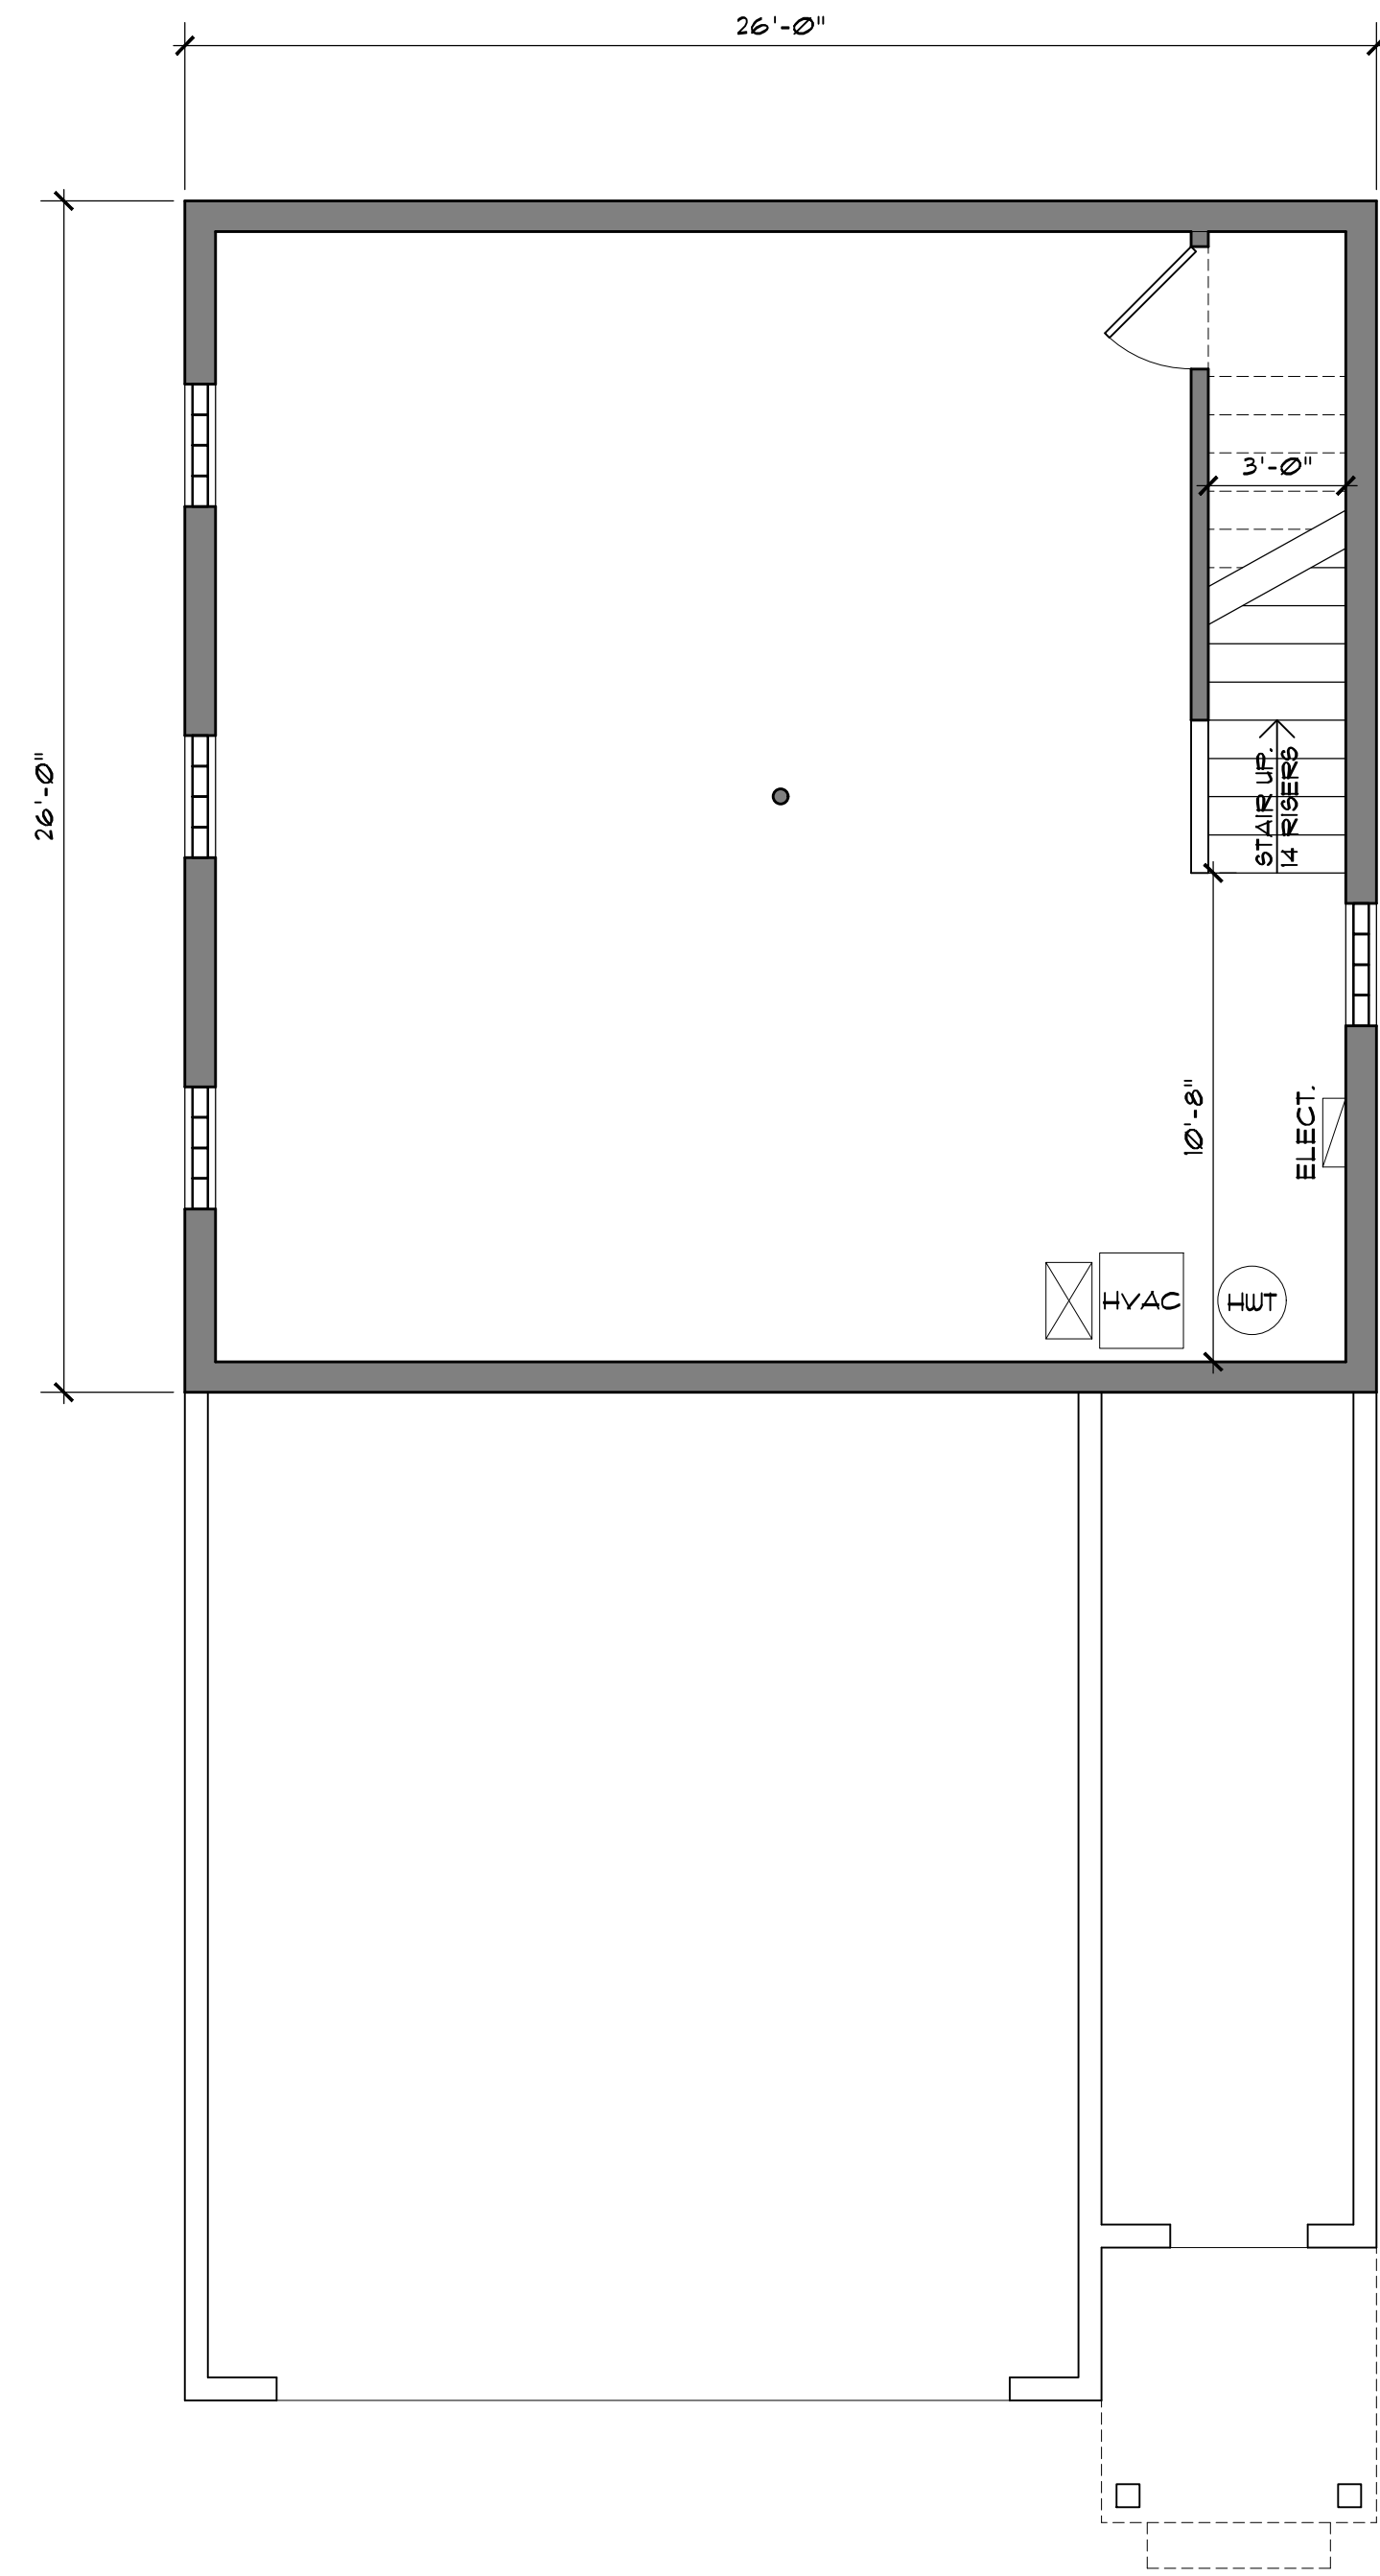 26'-0"
26'-0"
3'-0"
STAIR UP.
14 RISERS
10'-8"
ELECT.
HVAC
HWT